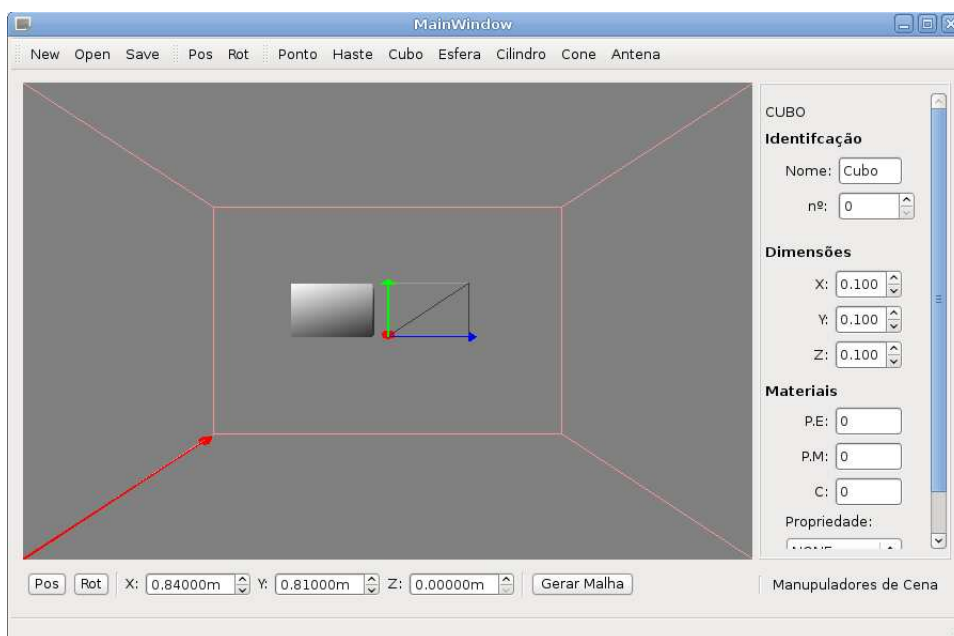 MainWindow
New Open Save Pos Rot Ponto Haste Cubo Esfera Cilindro Cone Antena
CUBO
Identifcação
Nome: Cubo
nº: 0
Dimensões
X: 0.100
Y: 0.100
Z: 0.100
Materiais
P.E: 0
P.M: 0
C: 0
Propriedade:
Pos Rot X: 0.84000m Y: 0.81000m Z: 0.00000m Gerar Malha Manupuladores de Cena